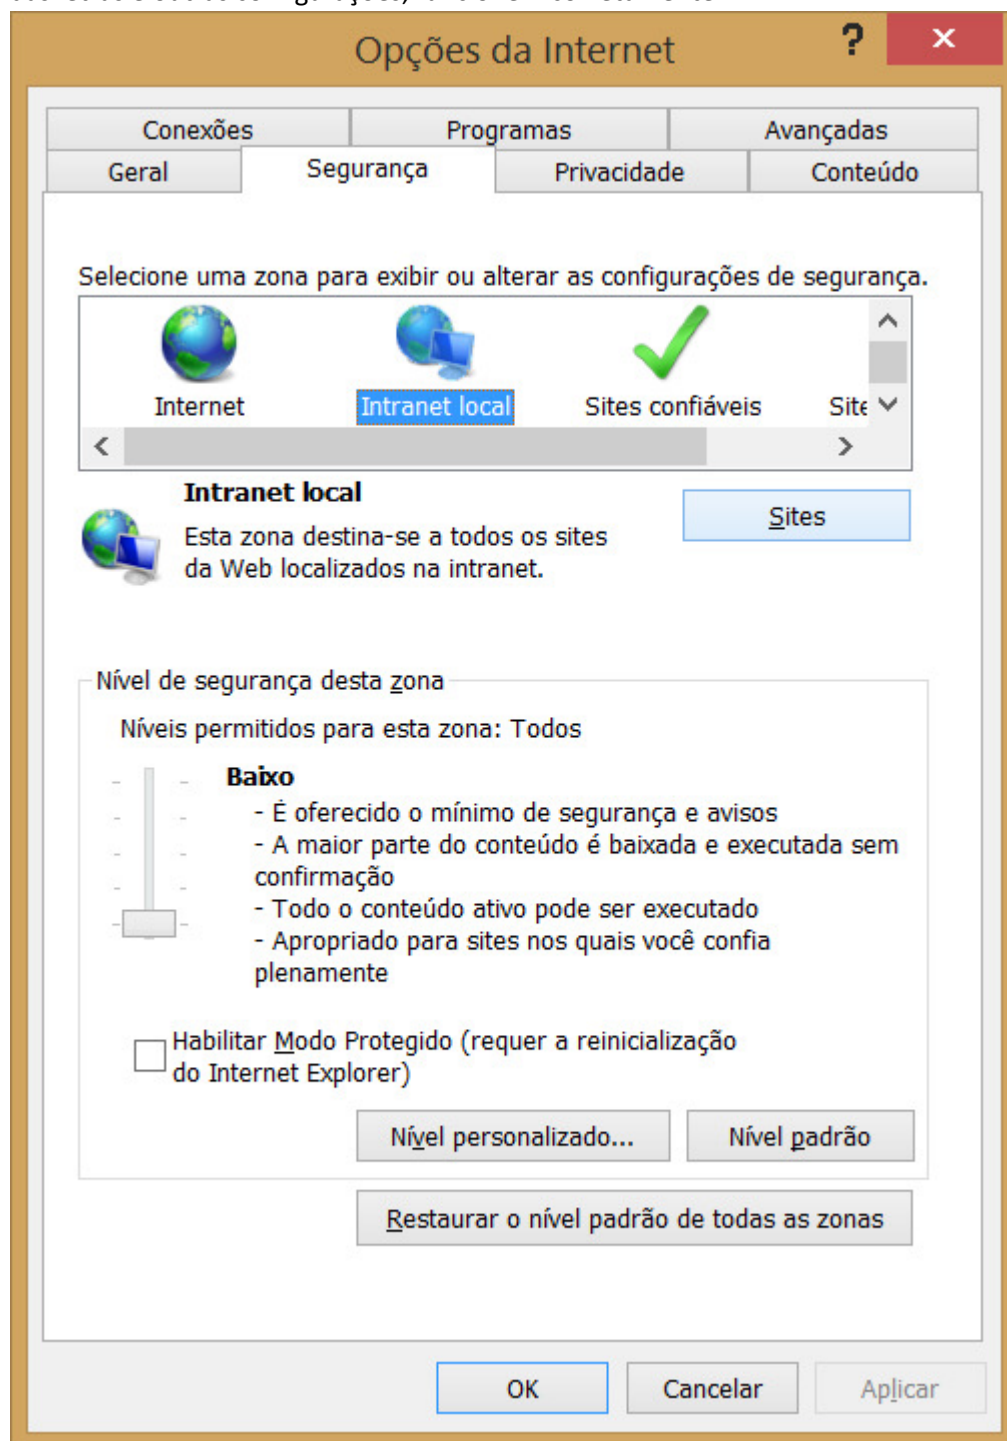 Opções da Internet
?
Conexões Programas Avançadas
Geral Segurança Privacidade Conteúdo
Selecione uma zona para exibir ou alterar as configurações de segurança.
Internet Intranet local Sites confiáveis Site
Intranet local
Sites
Esta zona destina-se a todos os sites
da Web localizados na intranet.
Nível de segurança desta zona
Níveis permitidos para esta zona: Todos
Baixo
- É oferecido o mínimo de segurança e avisos
- A maior parte do conteúdo é baixada e executada sem
confirmação
- Todo o conteúdo ativo pode ser executado
- Apropriado para sites nos quais você confia
plenamente
Habilitar Modo Protegido (requer a reinicialização
do Internet Explorer)
Nível personalizado... Nível padrão
Restaurar o nível padrão de todas as zonas
OK Cancelar Aplicar